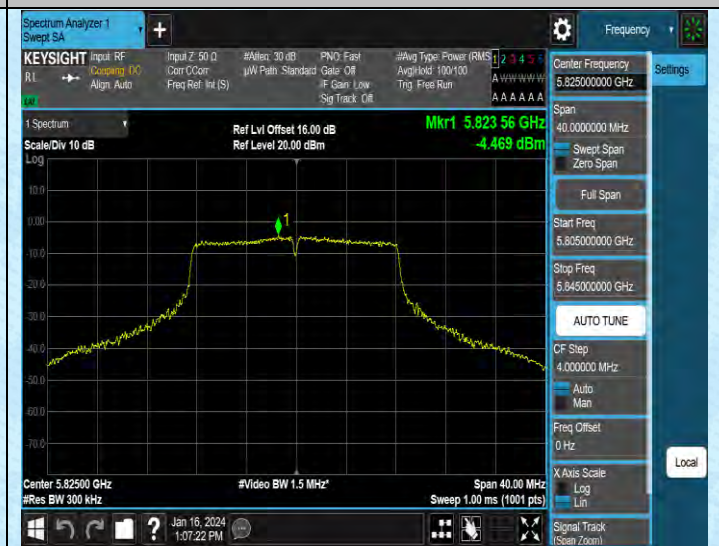 Spectrum Analyzer 1
Swept SA
+
Frequency
KEYSIGHT
RL
Input: RF
Coupling: DC
Align: Auto
Input Z: 50 Ω
Corr CCorr
Freq Ref: Int (S)
#Atten: 30 dB
µW Path: Standard
PNO: Fast
Gate: Off
IF Gain: Low
Sig Track: Off
#Avg Type: Power (RMS
Avg|Hold: 100/100
Trig: Free Run
1 2 3 4 5 6
A W W W W W
A A A A A A
Settings
Center Frequency
5.825000000 GHz
Span
40.0000000 MHz
Swept Span
Zero Span
Full Span
Start Freq
5.805000000 GHz
Stop Freq
5.845000000 GHz
AUTO TUNE
CF Step
4.000000 MHz
Auto
Man
Freq Offset
0 Hz
X Axis Scale
Log
Lin
Signal Track
(Span Zoom)
Local
1 Spectrum
Scale/Div 10 dB
Log
Ref Lvl Offset 16.00 dB
Ref Level 20.00 dBm
Mkr1 5.823 56 GHz
-4.469 dBm
1
10.0
0.00
-10.0
-20.0
-30.0
-40.0
-50.0
-60.0
-70.0
Center 5.82500 GHz
#Res BW 300 kHz
#Video BW 1.5 MHz*
Span 40.00 MHz
Sweep 1.00 ms (1001 pts)
?
Jan 16, 2024
1:07:22 PM